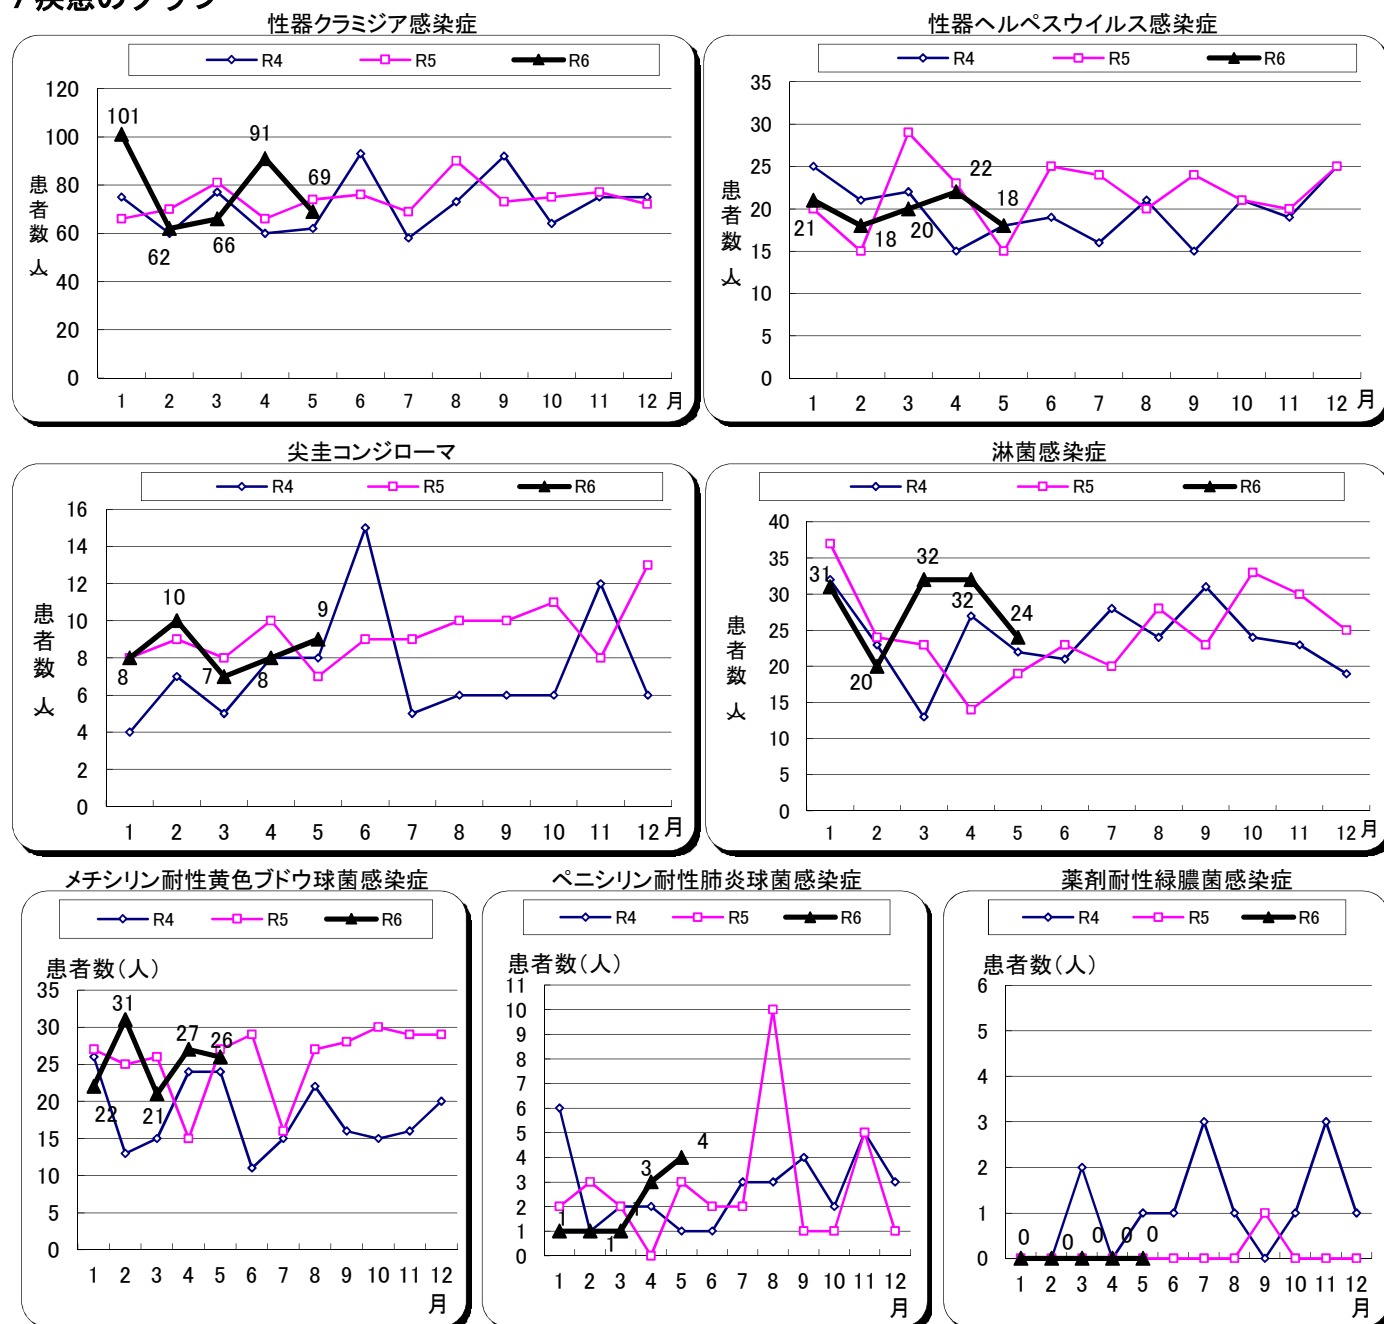 7疾患のグラフ
性器クラミジア感染症
R4 R5 R6
120
100
80
60
40
20
0
患者数 人
101
62
66
91
69
1 2 3 4 5 6 7 8 9 10 11 12 月
性器ヘルペスウイルス感染症
R4 R5 R6
35
30
25
20
15
10
5
0
患者数 人
21
18
20
22
18
1 2 3 4 5 6 7 8 9 10 11 12 月
尖圭コンジローマ
R4 R5 R6
16
14
12
10
8
6
4
2
0
患者数 人
8
10
7
8
9
1 2 3 4 5 6 7 8 9 10 11 12 月
淋菌感染症
R4 R5 R6
40
35
30
25
20
15
10
5
0
患者数 人
31
20
32
32
24
1 2 3 4 5 6 7 8 9 10 11 12 月
メチシリン耐性黄色ブドウ球菌感染症
R4 R5 R6
患者数（人）
35
30
25
20
15
10
5
0
22
31
21
27
26
1 2 3 4 5 6 7 8 9 10 11 12
月
ペニシリン耐性肺炎球菌感染症
R4 R5 R6
患者数（人）
11
10
9
8
7
6
5
4
3
2
1
0
1
1
1
3
4
1 2 3 4 5 6 7 8 9 10 11 12
月
薬剤耐性緑膿菌感染症
R4 R5 R6
患者数（人）
6
5
4
3
2
1
0
0
0
0
0
0
1 2 3 4 5 6 7 8 9 10 11 12
月